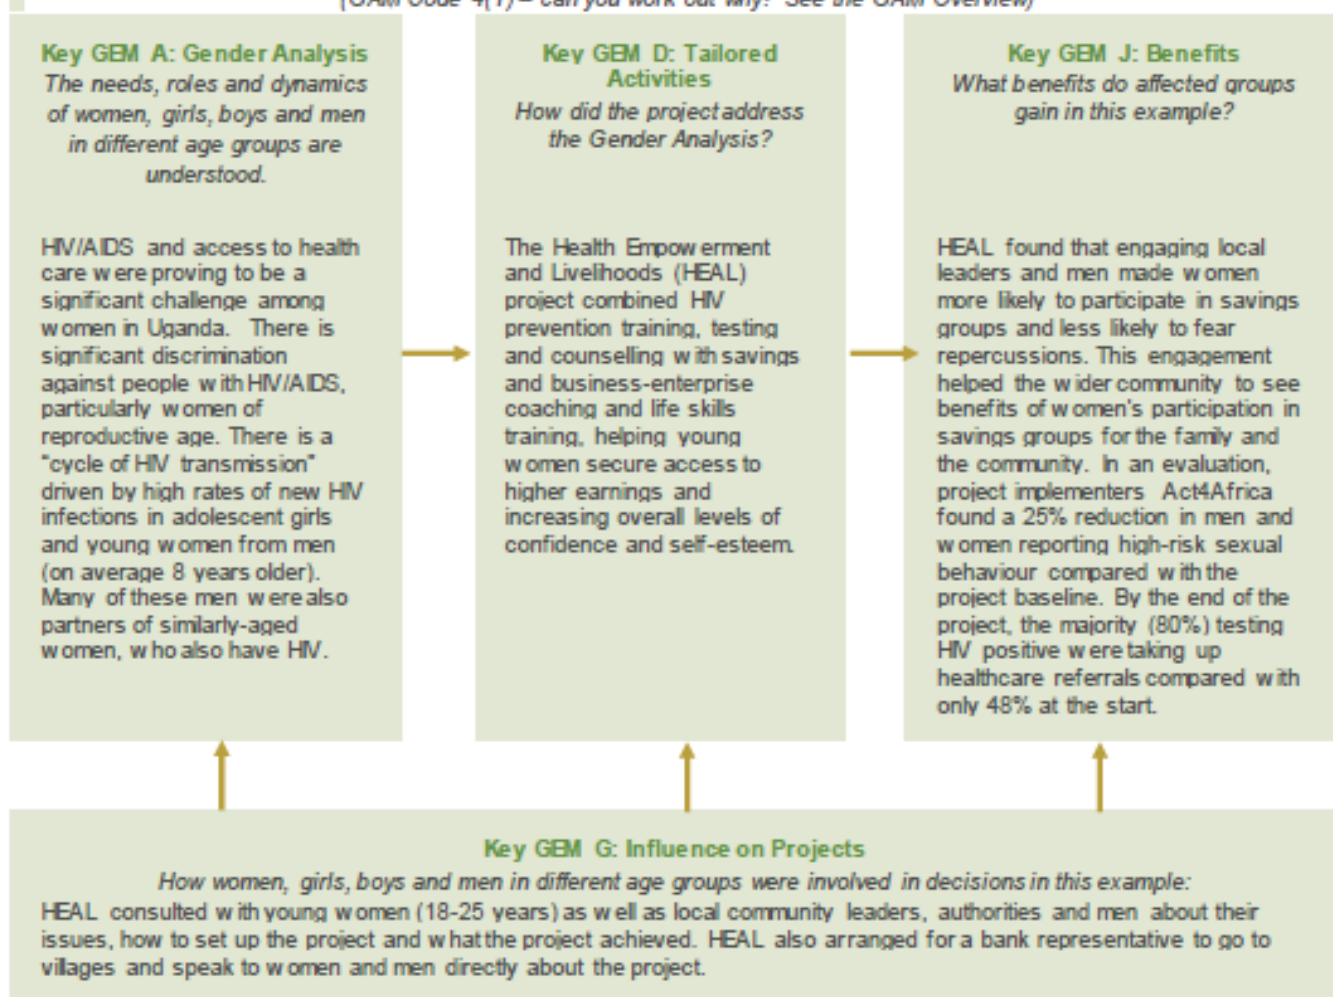 (GAM Code 4(T) – can you work out why? See the GAM Overview)
Key GEM A: Gender Analysis
The needs, roles and dynamics
of women, girls, boys and men
in different age groups are
understood.
HIV/AIDS and access to health
care were proving to be a
significant challenge among
women in Uganda. There is
significant discrimination
against people with HIV/AIDS,
particularly women of
reproductive age. There is a
"cycle of HIV transmission"
driven by high rates of new HIV
infections in adolescent girls
and young women from men
(on average 8 years older).
Many of these men were also
partners of similarly-aged
women, who also have HIV.
Key GEM D: Tailored
Activities
How did the project address
the Gender Analysis?
The Health Empowerment
and Livelihoods (HEAL)
project combined HIV
prevention training, testing
and counselling with savings
and business-enterprise
coaching and life skills
training, helping young
women secure access to
higher earnings and
increasing overall levels of
confidence and self-esteem.
Key GEM J: Benefits
What benefits do affected groups
gain in this example?
HEAL found that engaging local
leaders and men made women
more likely to participate in savings
groups and less likely to fear
repercussions. This engagement
helped the wider community to see
benefits of women's participation in
savings groups for the family and
the community. In an evaluation,
project implementers Act4Africa
found a 25% reduction in men and
women reporting high-risk sexual
behaviour compared with the
project baseline. By the end of the
project, the majority (80%) testing
HIV positive were taking up
healthcare referrals compared with
only 48% at the start.
Key GEM G: Influence on Projects
How women, girls, boys and men in different age groups were involved in decisions in this example:
HEAL consulted with young women (18-25 years) as well as local community leaders, authorities and men about their
issues, how to set up the project and what the project achieved. HEAL also arranged for a bank representative to go to
villages and speak to women and men directly about the project.